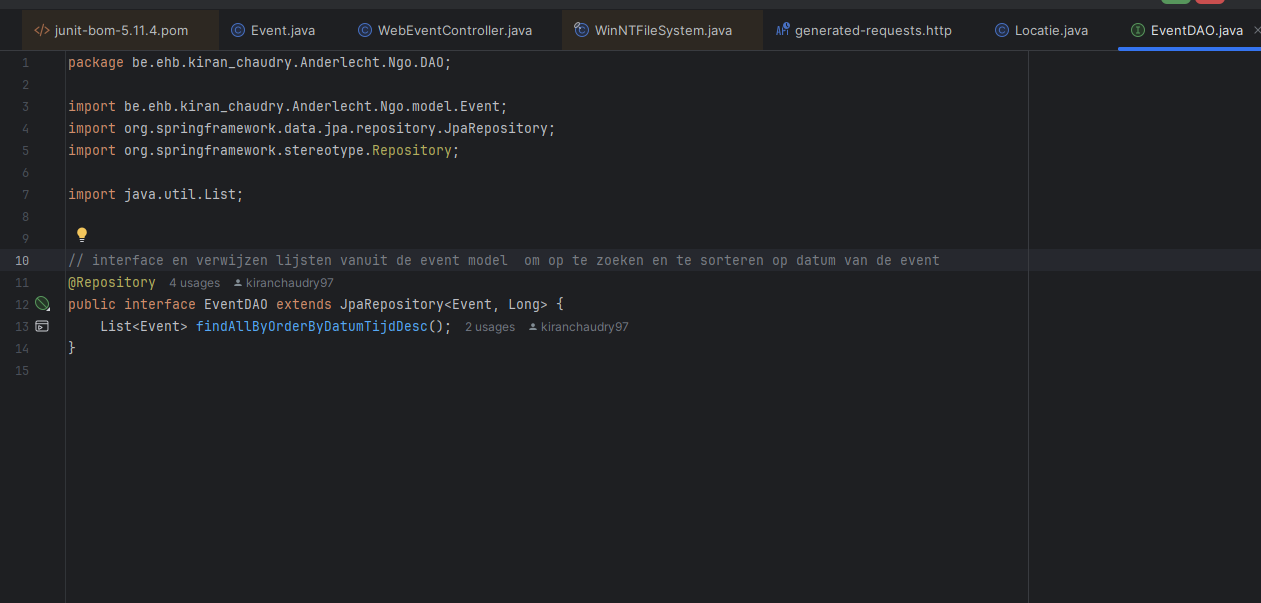 junit-bom-5.11.4.pom Event.java WebEventController.java WinNTFileSystem.java generated-requests.http Locatie.java EventDAO.java
1 package be.ehb.kiran_chaudry.Anderlecht.Ngo.DAO;
2
3 import be.ehb.kiran_chaudry.Anderlecht.Ngo.model.Event;
4 import org.springframework.data.jpa.repository.JpaRepository;
5 import org.springframework.stereotype.Repository;
6
7 import java.util.List;
8
9
10 // interface en verwijzen lijsten vanuit de event model  om op te zoeken en te sorteren op datum van de event
11 @Repository 4 usages kiranchaudry97
12 public interface EventDAO extends JpaRepository<Event, Long> {
13     List<Event> findAllByOrderByDatumTijdDesc(); 2 usages kiranchaudry97
14 }
15